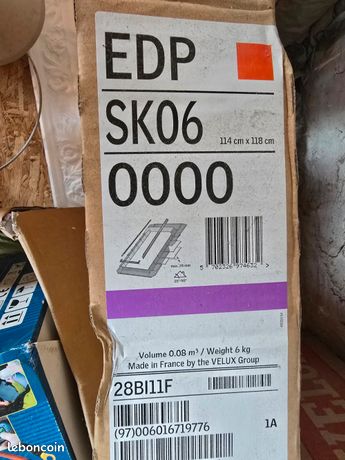 EDP
SK06
114 cm x 118 cm
0000
5 702326 974632 >
Volume 0.08 m³ / Weight 6 kg
Made in France by the VELUX Group
28BI11F
(97)006016719776
1A
leboncoin